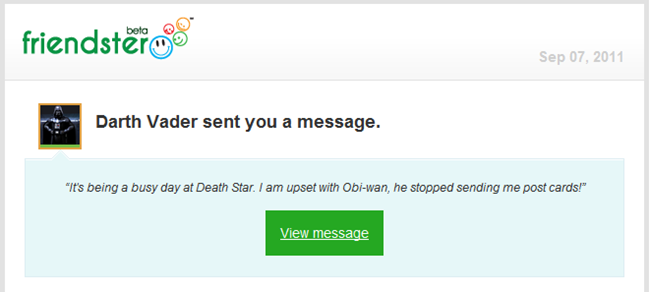 beta
friendster™
Sep 07, 2011
Darth Vader sent you a message.
“It's being a busy day at Death Star. I am upset with Obi-wan, he stopped sending me post cards!”
View message